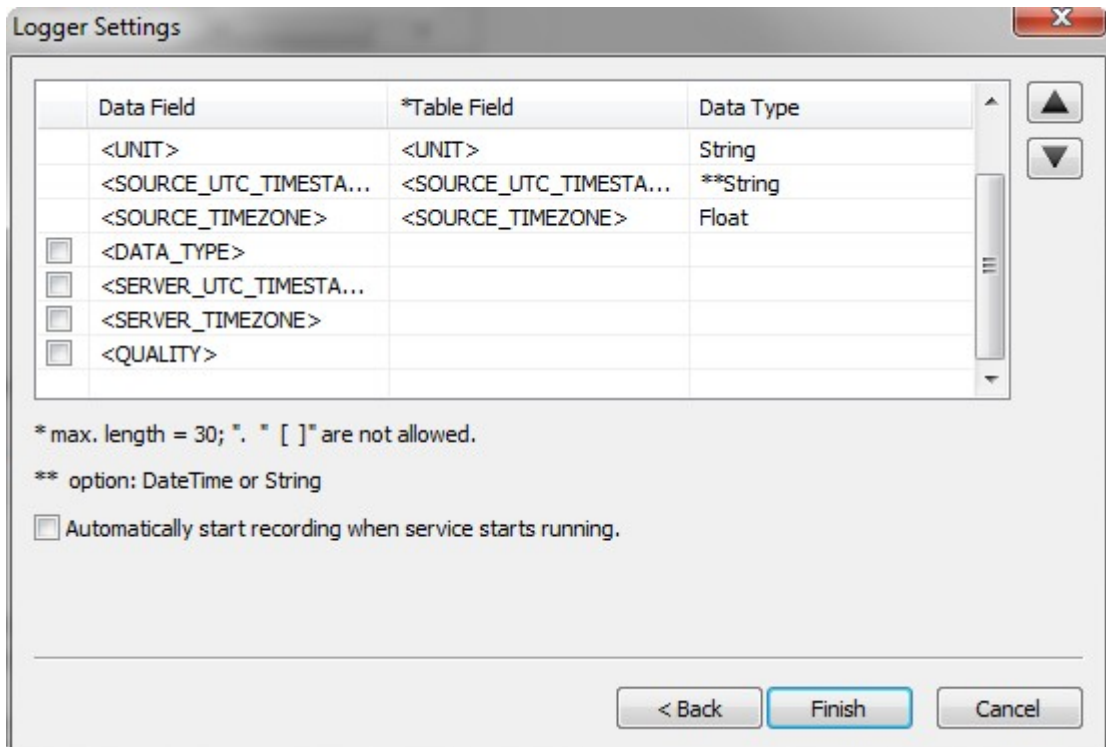 Logger Settings
Data Field *Table Field Data Type
<UNIT> <UNIT> String
<SOURCE_UTC_TIMESTA... <SOURCE_UTC_TIMESTA... **String
<SOURCE_TIMEZONE> <SOURCE_TIMEZONE> Float
<DATA_TYPE>
<SERVER_UTC_TIMESTA...
<SERVER_TIMEZONE>
<QUALITY>
* max. length = 30; ". " [ ]" are not allowed.
** option: DateTime or String
Automatically start recording when service starts running.
< Back Finish Cancel